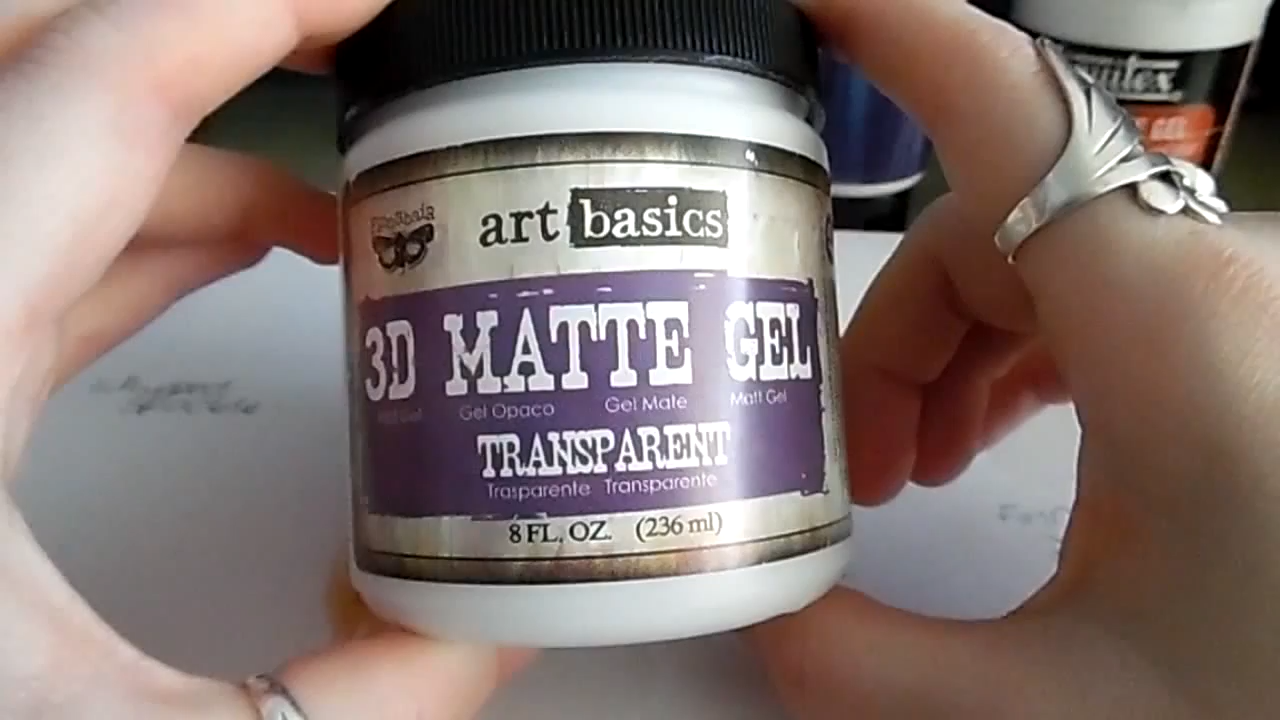 art basics
3D MATTE GEL
Gel Opaco Gel Mate Matt Gel
TRANSPARENT
Trasparente Transparente
8 FL. OZ. (236 ml)